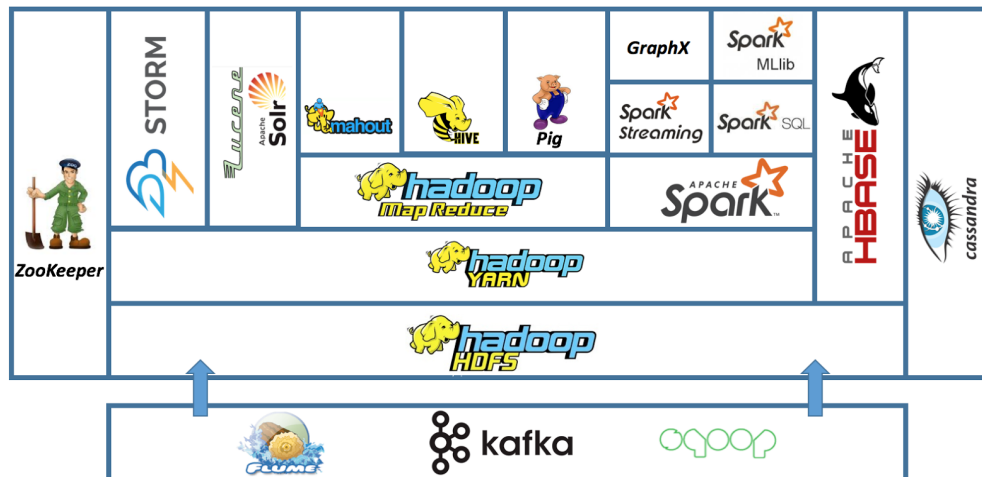 ZooKeeper
STORM
Lucene
Apache
Solr
mahout
HIVE
Pig
GraphX
Spark
MLlib
Spark
Streaming
Spark SQL
hadoop
Map Reduce
APACHE
Spark™
APACHE
HBASE
cassandra
hadoop
YARN
hadoop
HDFS
FLUME
kafka
sqoop